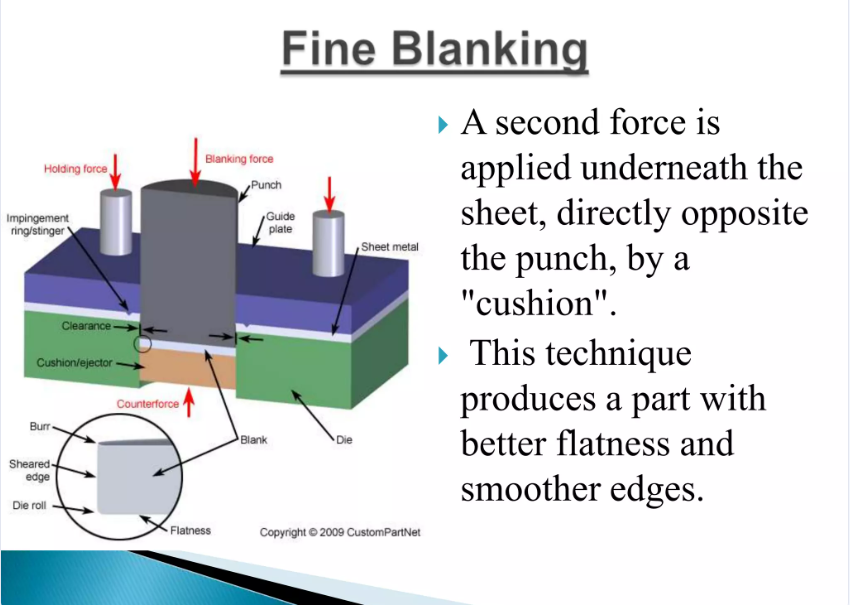 Fine Blanking
Holding force
Blanking force
Punch
Impingement
ring/stinger
Guide
plate
Sheet metal
Clearance
Cushion/ejector
Counterforce
Burr
Blank
Die
Sheared
edge
Die roll
Flatness
Copyright © 2009 CustomPartNet
A second force is
applied underneath the
sheet, directly opposite
the punch, by a
"cushion".
This technique
produces a part with
better flatness and
smoother edges.